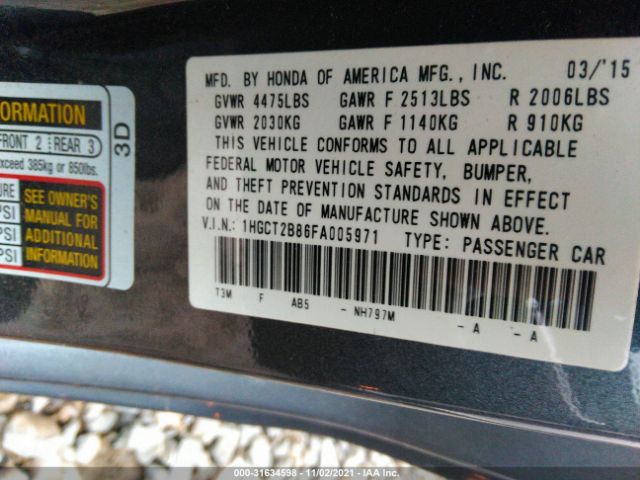 MFD. BY HONDA OF AMERICA MFG., INC. 03/'15
GVWR 4475LBS GAWR F 2513LBS R 2006LBS
GVWR 2030KG GAWR F 1140KG R 910KG
THIS VEHICLE CONFORMS TO ALL APPLICABLE
FEDERAL MOTOR VEHICLE SAFETY, BUMPER,
AND THEFT PREVENTION STANDARDS IN EFFECT
ON THE DATE OF MANUFACTURE SHOWN ABOVE.
V.I.N.: 1HGCT2B86FA005971 TYPE: PASSENGER CAR
T3M F AB5 - NH797M - A - A
ORMATION
FRONT 2 REAR 3
exceed 385kg or 850lbs.
3D
URE
PSI
PSI
SEE OWNER'S
MANUAL FOR
ADDITIONAL
INFORMATION
000-31634598 - 11/02/2021 - IAA Inc.